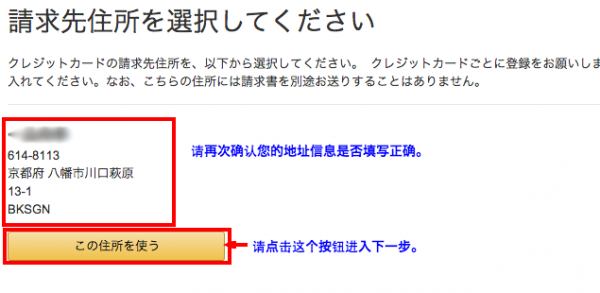 請求先住所を選択してください
クレジットカードの請求先住所を、以下から選択してください。 クレジットカードごとに登録をお願いしま
入れてください。なお、こちらの住所には請求書を別途お送りすることはありません。
614-8113
京都府 八幡市川口萩原
13-1
BKSGN
请再次确认您的地址信息是否填写正确。
この住所を使う
请点击这个按钮进入下一步。